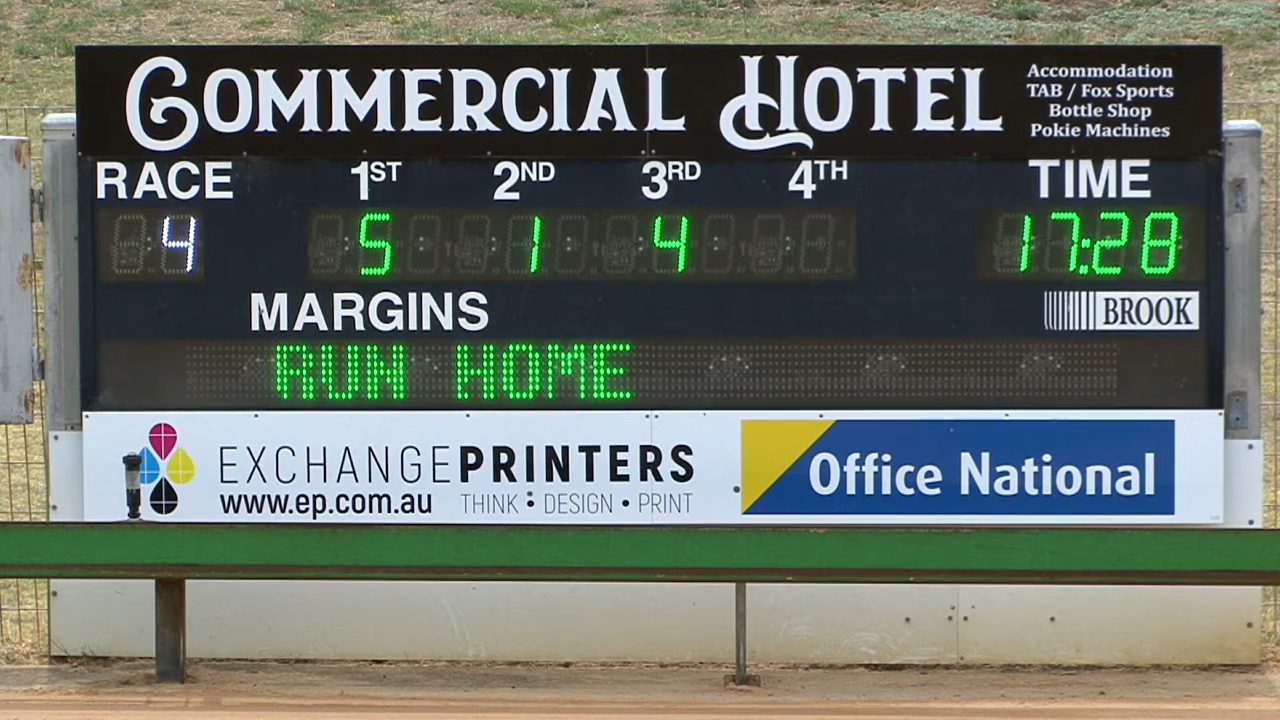 COMMERCIAL HOTEL
Accommodation
TAB / Fox Sports
Bottle Shop
Pokie Machines
RACE 1ST 2ND 3RD 4TH TIME
4 5 1 4 17:28
MARGINS
BROOK
RUN HOME
EXCHANGEPRINTERS
www.ep.com.au THINK • DESIGN • PRINT
Office National